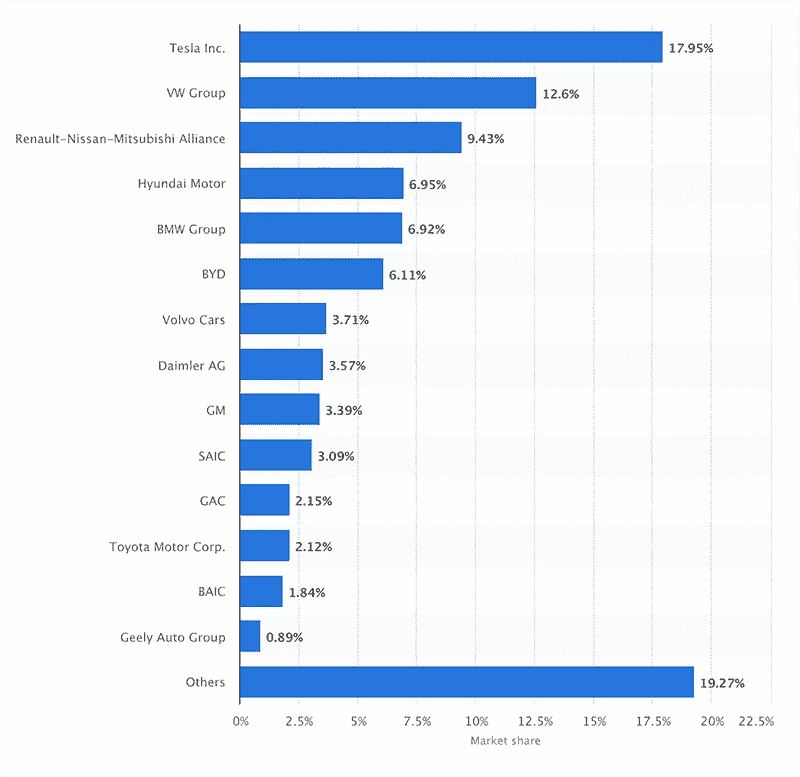 Tesla Inc. 17.95%
VW Group 12.6%
Renault-Nissan-Mitsubishi Alliance 9.43%
Hyundai Motor 6.95%
BMW Group 6.92%
BYD 6.11%
Volvo Cars 3.71%
Daimler AG 3.57%
GM 3.39%
SAIC 3.09%
GAC 2.15%
Toyota Motor Corp. 2.12%
BAIC 1.84%
Geely Auto Group 0.89%
Others 19.27%
0% 2.5% 5% 7.5% 10% 12.5% 15% 17.5% 20% 22.5%
Market share